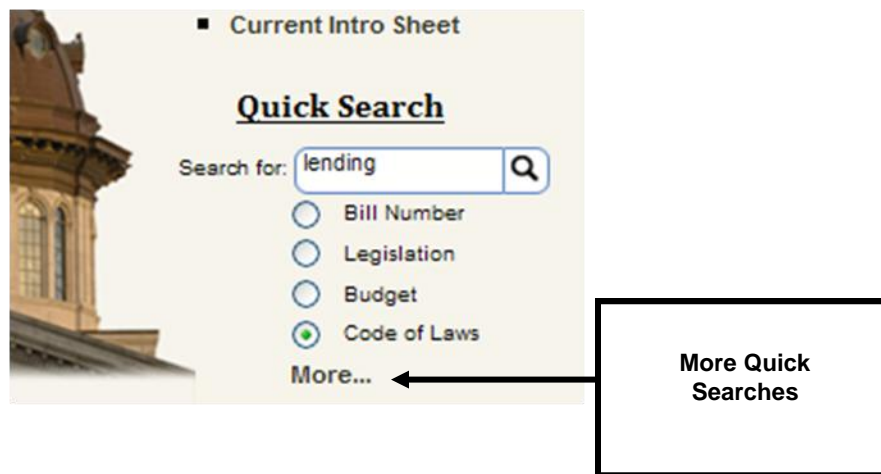 Current Intro Sheet
Quick Search
Search for: lending
Bill Number
Legislation
Budget
Code of Laws
More...
More Quick
Searches